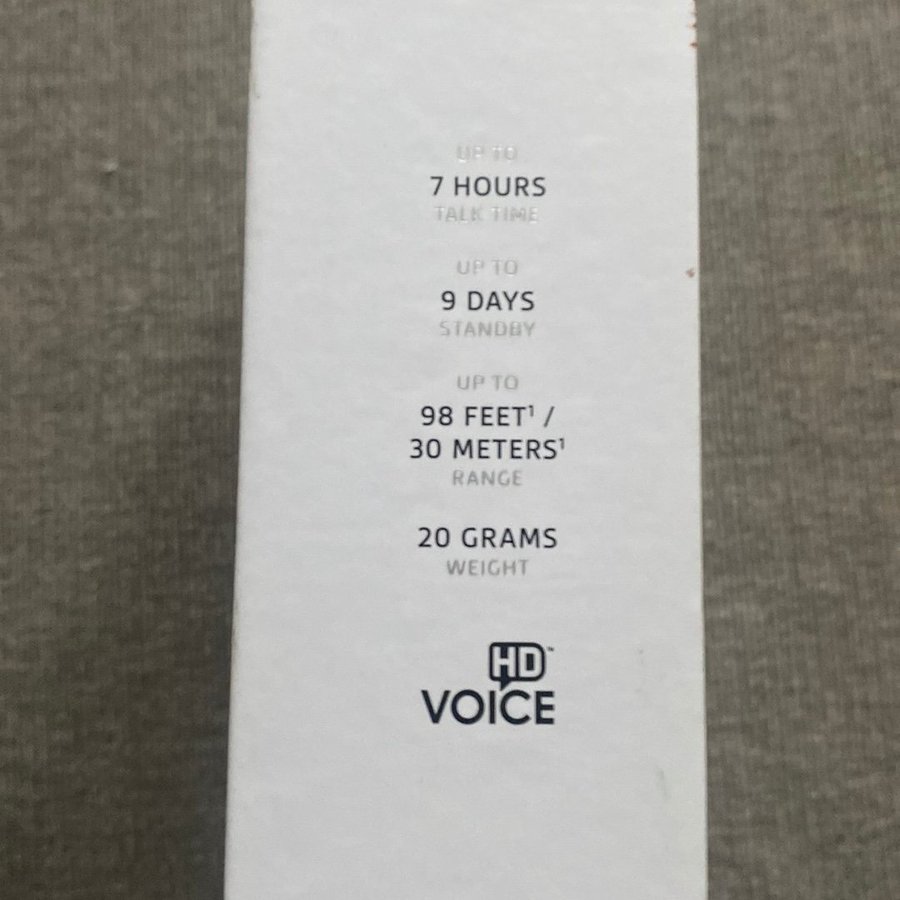 UP TO
7 HOURS
TALK TIME
UP TO
9 DAYS
STANDBY
UP TO
98 FEET¹ /
30 METERS¹
RANGE
20 GRAMS
WEIGHT
HD™
VOICE